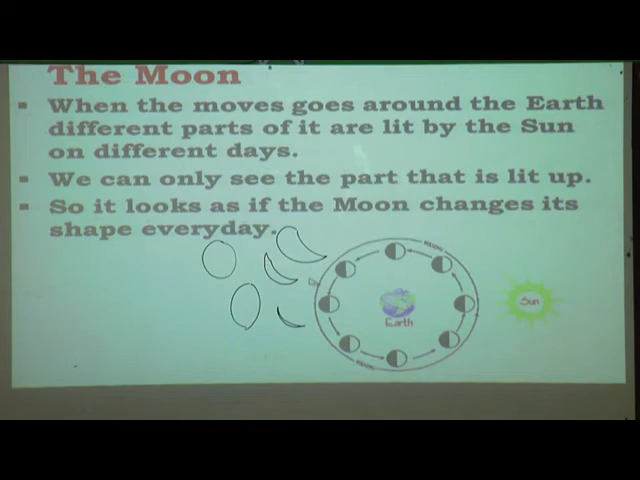 The Moon
When the moves goes around the Earth
different parts of it are lit by the Sun
on different days.
We can only see the part that is lit up.
So it looks as if the Moon changes its
shape everyday.
Sun
Earth